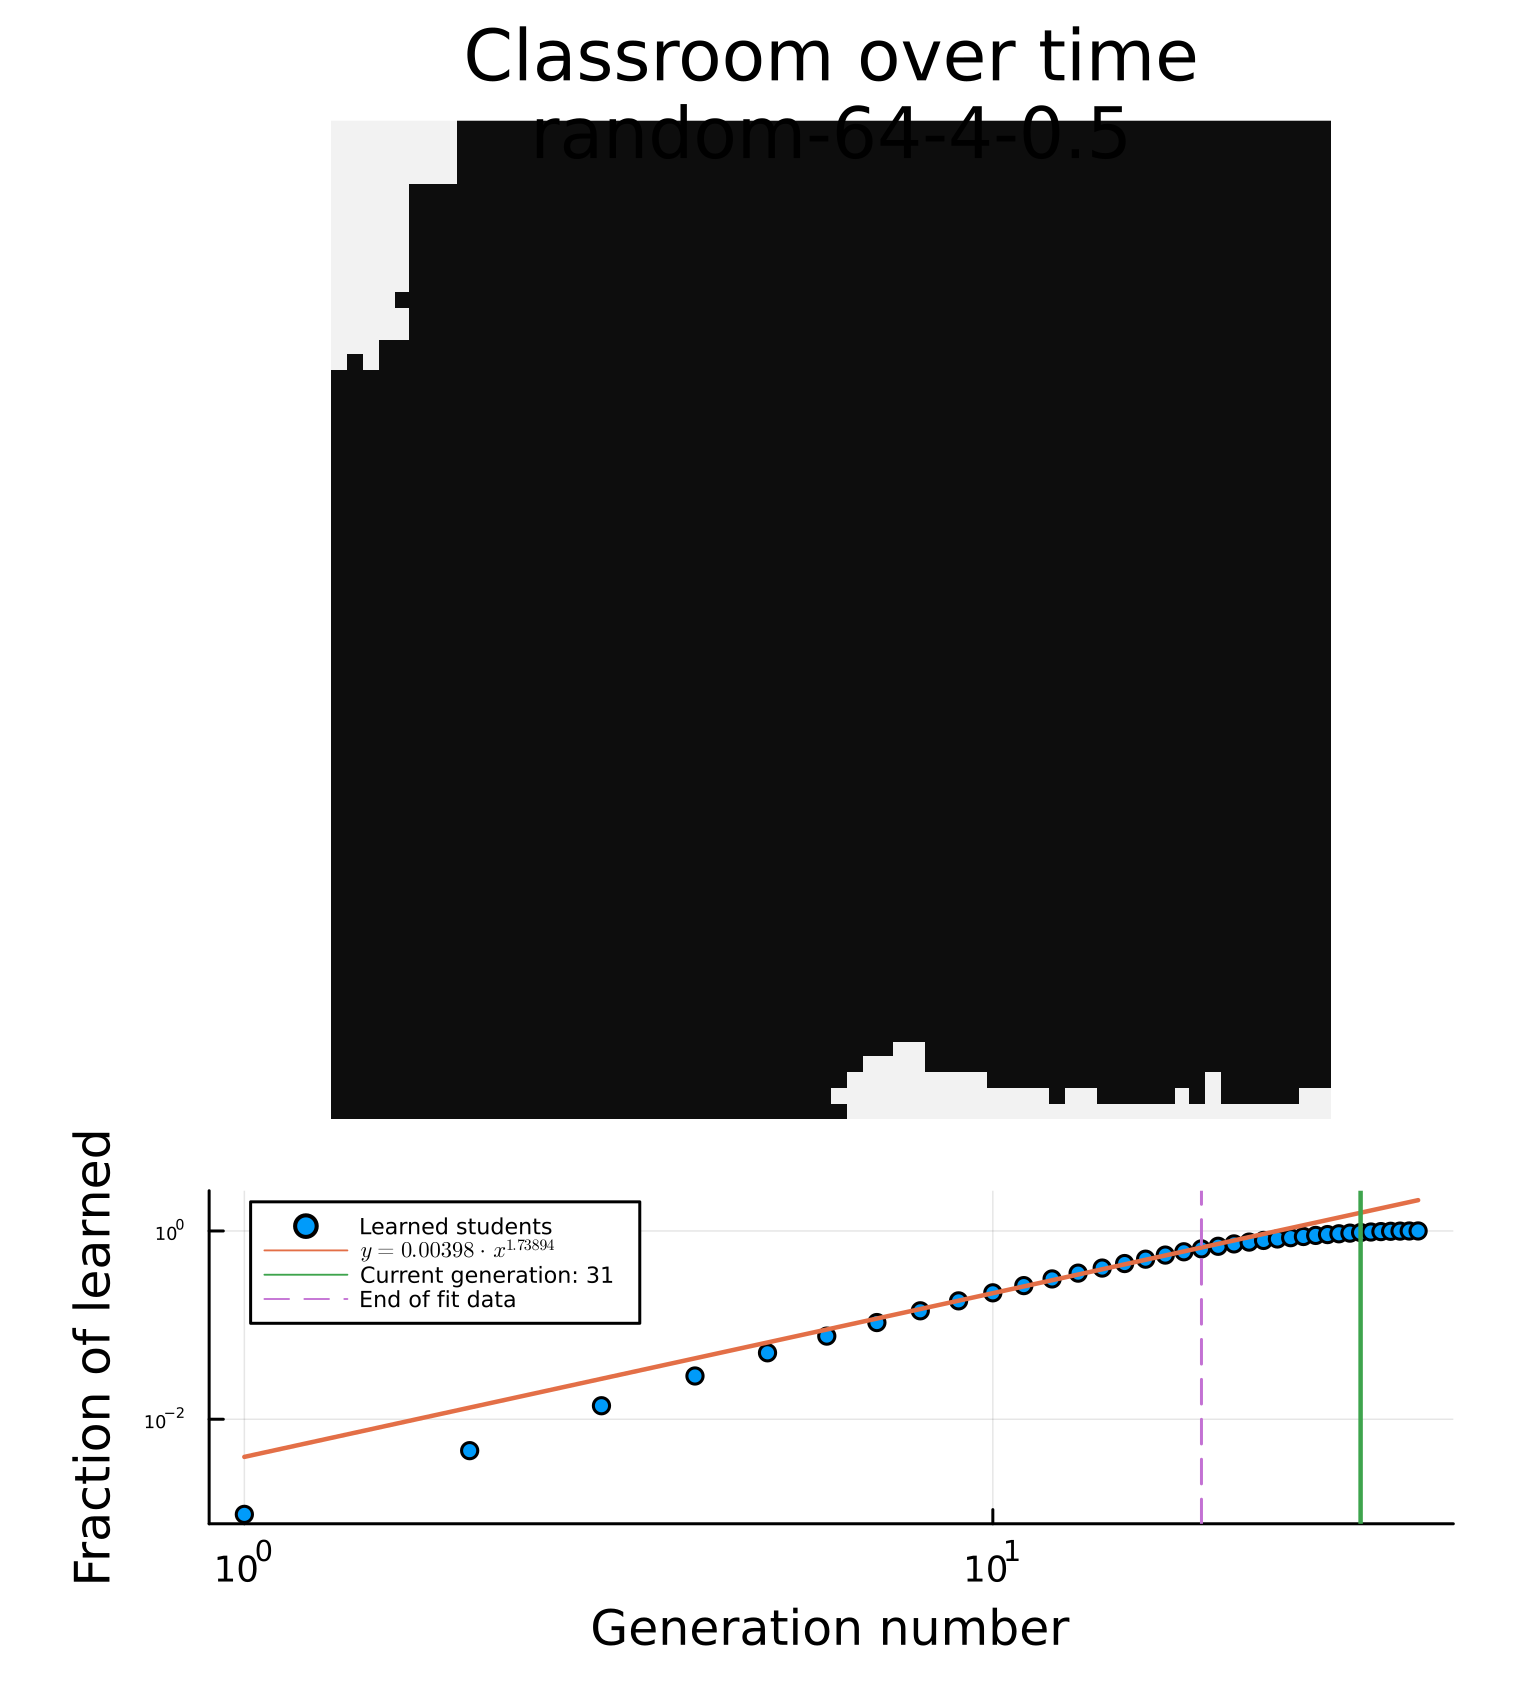 Classroom over time
random-64-4-0.5
Fraction of learned
10⁰
10⁻²
Learned students
y = 0.00398 · x^1.73894
Current generation: 31
End of fit data
10⁰
10¹
Generation number